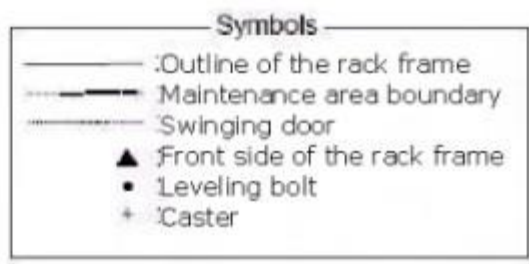 Symbols
:Outline of the rack frame
:Maintenance area boundary
:Swinging door
:Front side of the rack frame
:Leveling bolt
:Caster